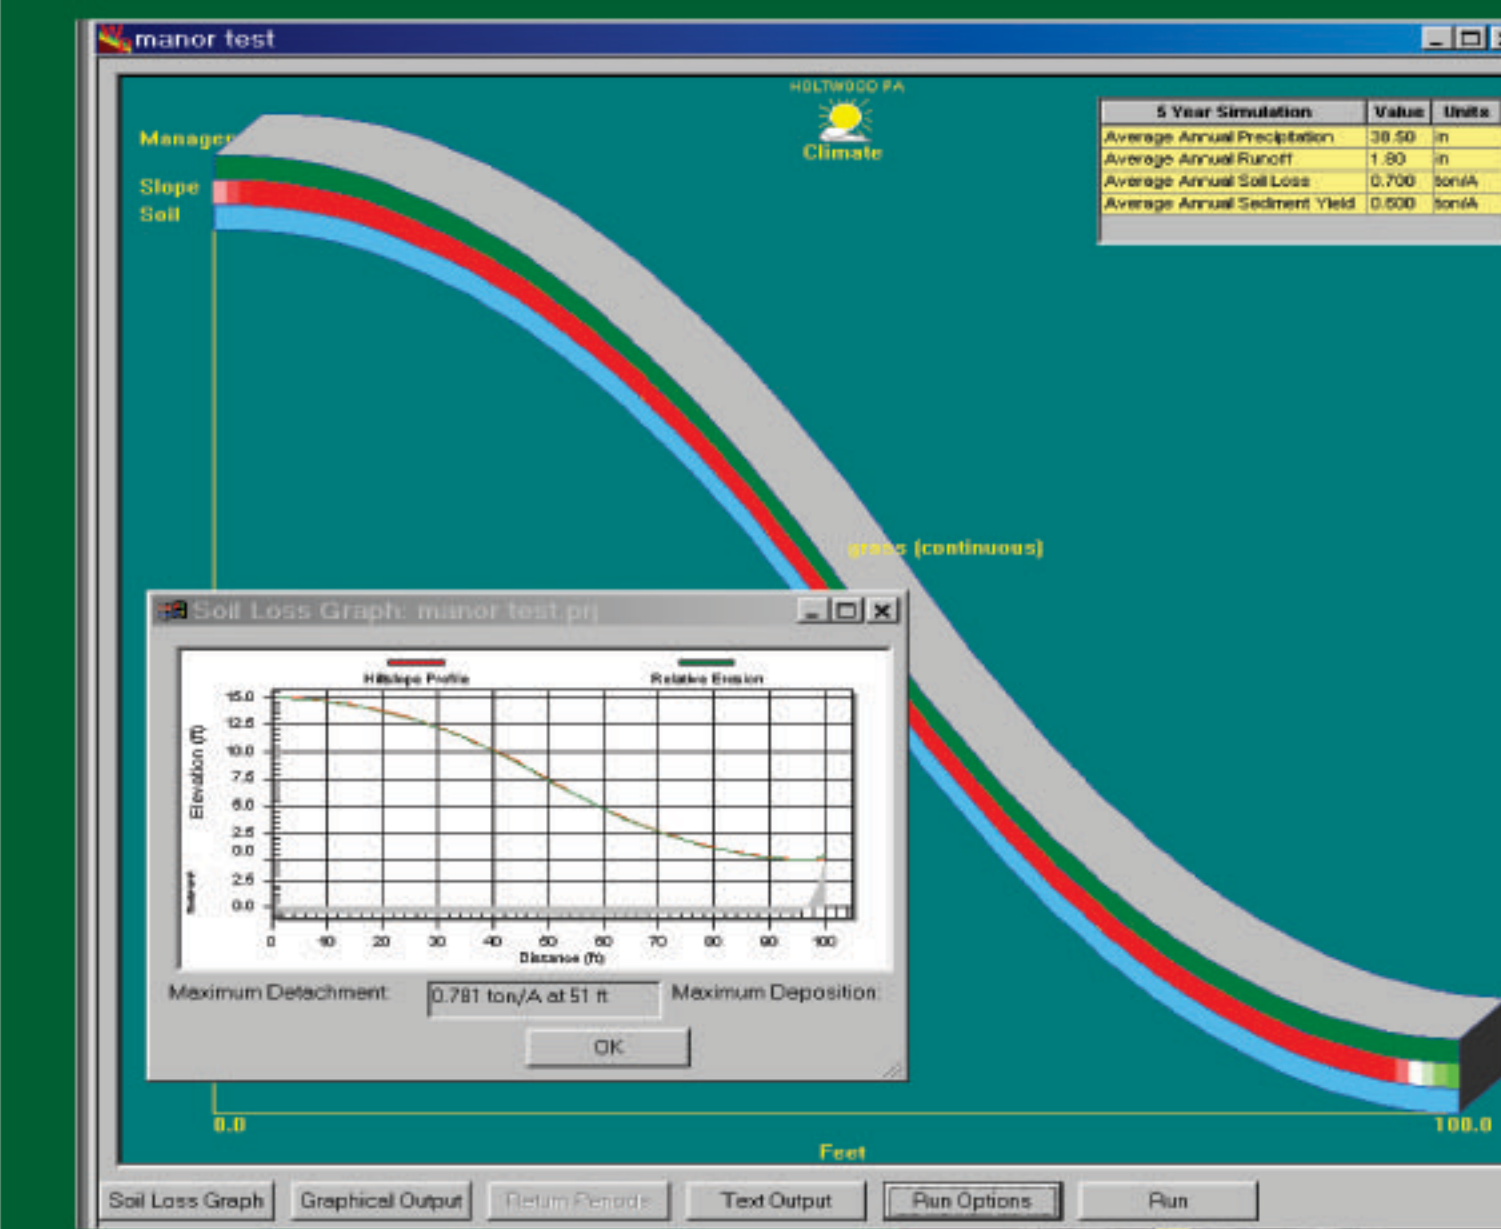 manor test
HOLTWOOD PA
Climate
5 Year Simulation Value Units
Average Annual Precipitation 38.50 in
Average Annual Runoff 1.80 in
Average Annual Soil Loss 0.700 ton/A
Average Annual Sediment Yield 0.600 ton/A
Manager
Slope
Soil
grass (continuous)
Soil Loss Graph: manor test.prj
Hillslope Profile Relative Erosion
Elevation (ft)
15.0
12.5
10.0
7.5
5.0
2.5
0.0
2.5
0.0
0 10 20 30 40 50 60 70 80 90 100
Distance (ft)
Maximum Detachment: 0.781 ton/A at 51 ft Maximum Deposition:
OK
0.0 100.0
Feet
Soil Loss Graph Graphical Output Return Periods Text Output Run Options Run